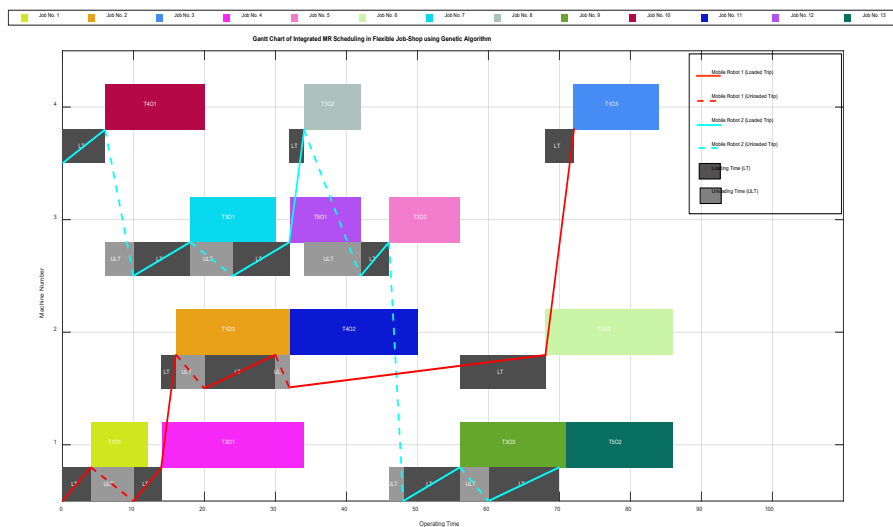 Job No. 1 Job No. 2 Job No. 3 Job No. 4 Job No. 5 Job No. 6 Job No. 7 Job No. 8 Job No. 9 Job No. 10 Job No. 11 Job No. 12 Job No. 13
Gantt Chart of Integrated MR Scheduling in Flexible Job-Shop using Genetic Algorithm
Mobile Robot 1 (Loaded Trip)
Mobile Robot 1 (Unloaded Trip)
Mobile Robot 2 (Loaded Trip)
Mobile Robot 2 (Unloaded Trip)
Loading Time (LT)
Unloading Time (ULT)
4
T4O1 T3O2 T1O3
LT LT LT
3
T3O1 T5O1 T2O2
ULT LT ULT LT ULT LT
Machine Number
2
T1O2 T4O2
LT ULT LT ULT LT
1
T1O1 T2O1 T3O3 T5O2
LT ULT LT ULT LT ULT LT
0 10 20 30 40 50 60 70 80 90 100
Operating Time